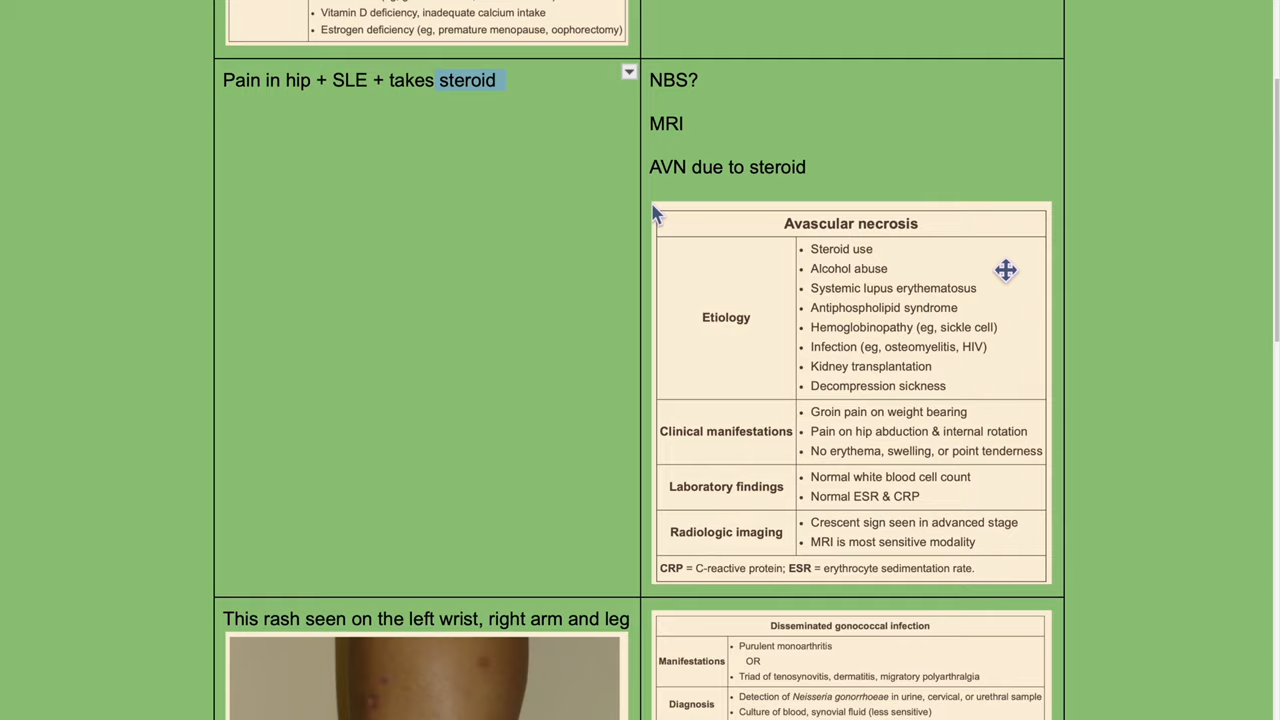 • Vitamin D deficiency, inadequate calcium intake
• Estrogen deficiency (eg, premature menopause, oophorectomy)
Pain in hip + SLE + takes steroid
NBS?
MRI
AVN due to steroid
Avascular necrosis
Etiology
• Steroid use
• Alcohol abuse
• Systemic lupus erythematosus
• Antiphospholipid syndrome
• Hemoglobinopathy (eg, sickle cell)
• Infection (eg, osteomyelitis, HIV)
• Kidney transplantation
• Decompression sickness
Clinical manifestations
• Groin pain on weight bearing
• Pain on hip abduction & internal rotation
• No erythema, swelling, or point tenderness
Laboratory findings
• Normal white blood cell count
• Normal ESR & CRP
Radiologic imaging
• Crescent sign seen in advanced stage
• MRI is most sensitive modality
CRP = C-reactive protein; ESR = erythrocyte sedimentation rate.
This rash seen on the left wrist, right arm and leg
Disseminated gonococcal infection
Manifestations
• Purulent monoarthritis
OR
• Triad of tenosynovitis, dermatitis, migratory polyarthralgia
Diagnosis
• Detection of Neisseria gonorrhoeae in urine, cervical, or urethral sample
• Culture of blood, synovial fluid (less sensitive)